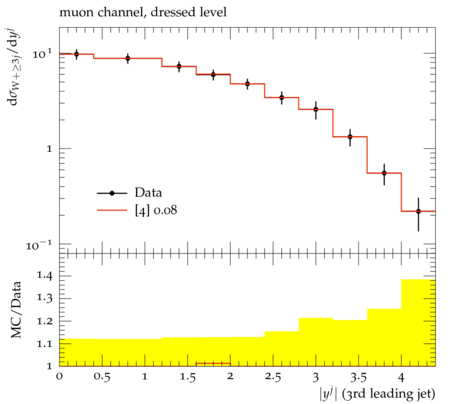 muon channel, dressed level
dσW+≥3j/dy^j
10^1
1
10^−1
Data
[4] 0.08
MC/Data
1.4
1.3
1.2
1.1
1
0 0.5 1 1.5 2 2.5 3 3.5 4
|y^j| (3rd leading jet)